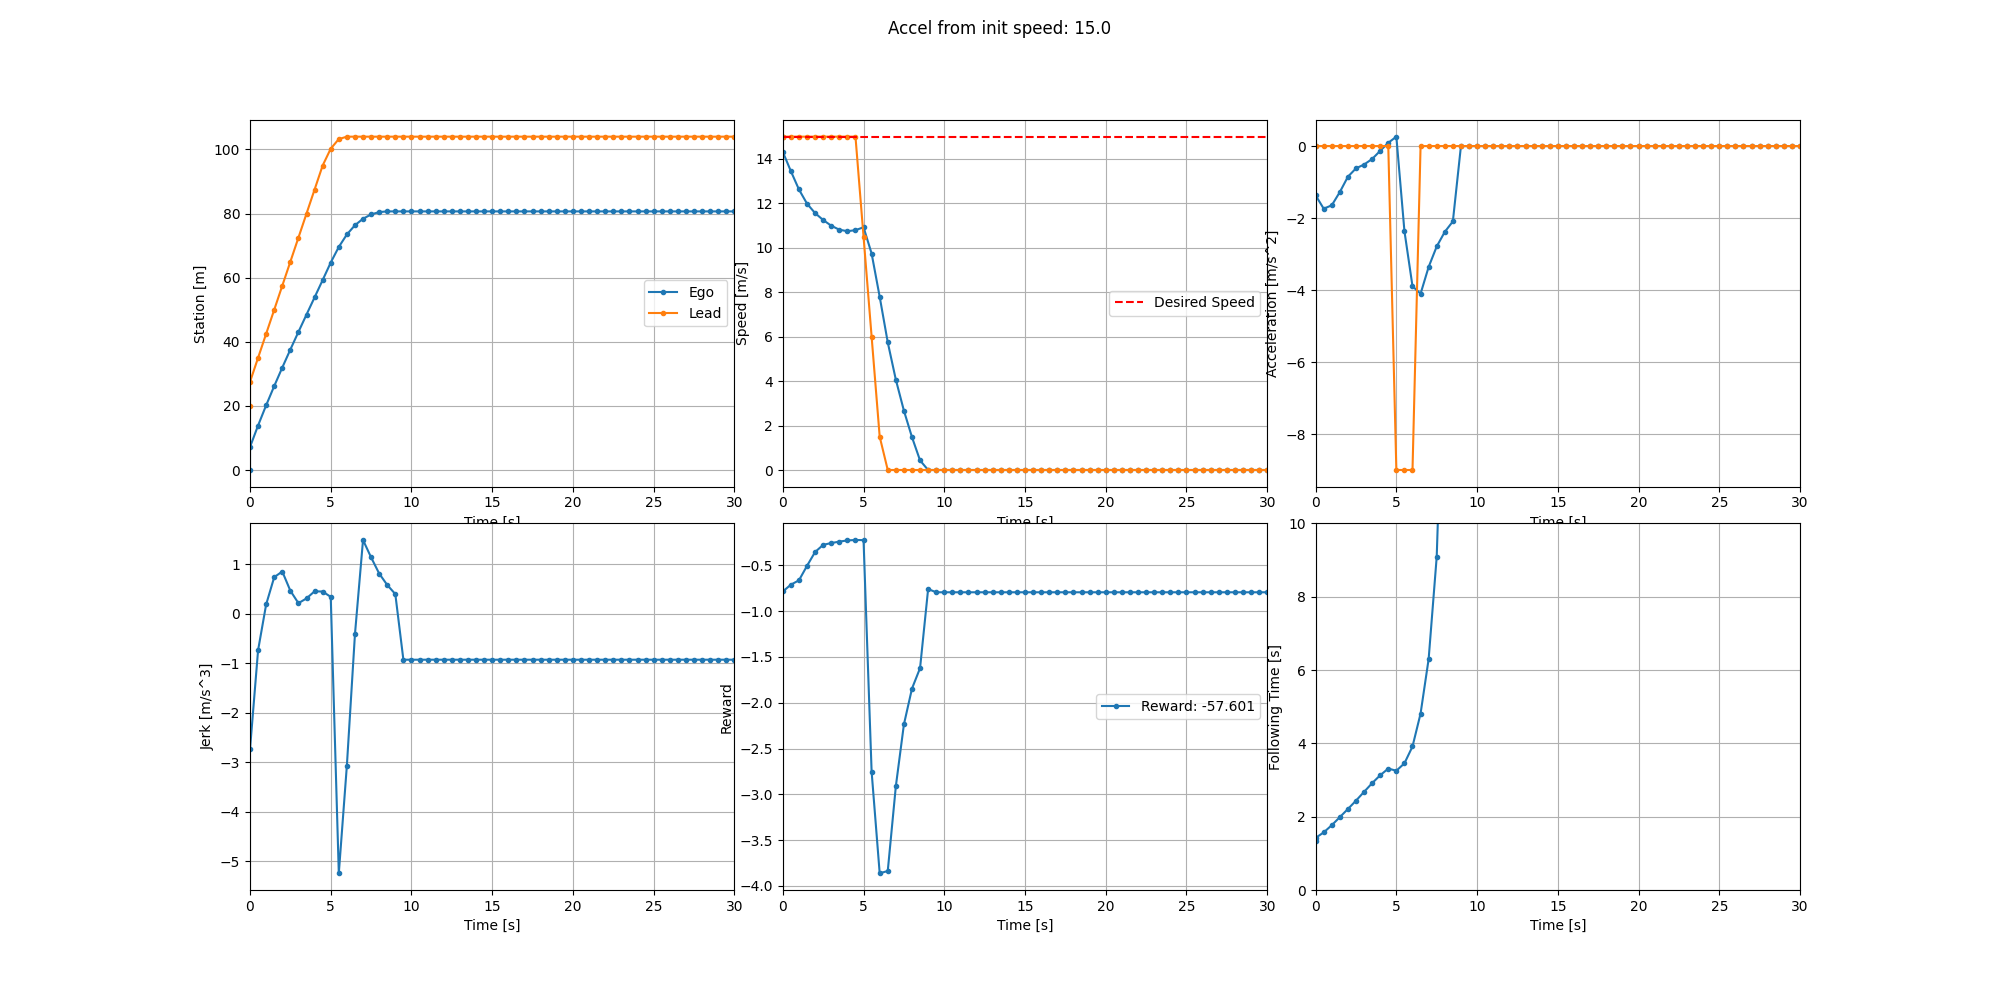 Accel from init speed: 15.0
Station [m]
100
80
60
40
20
0
Ego
Lead
0 5 10 15 20 25 30
Time [s]
Speed [m/s]
14
12
10
8
6
4
2
0
Desired Speed
0 5 10 15 20 25 30
Time [s]
Acceleration [m/s^2]
0
−2
−4
−6
−8
0 5 10 15 20 25 30
Time [s]
Jerk [m/s^3]
1
0
−1
−2
−3
−4
−5
0 5 10 15 20 25 30
Time [s]
Reward
−0.5
−1.0
−1.5
−2.0
−2.5
−3.0
−3.5
−4.0
Reward: -57.601
0 5 10 15 20 25 30
Time [s]
Following Time [s]
10
8
6
4
2
0
0 5 10 15 20 25 30
Time [s]